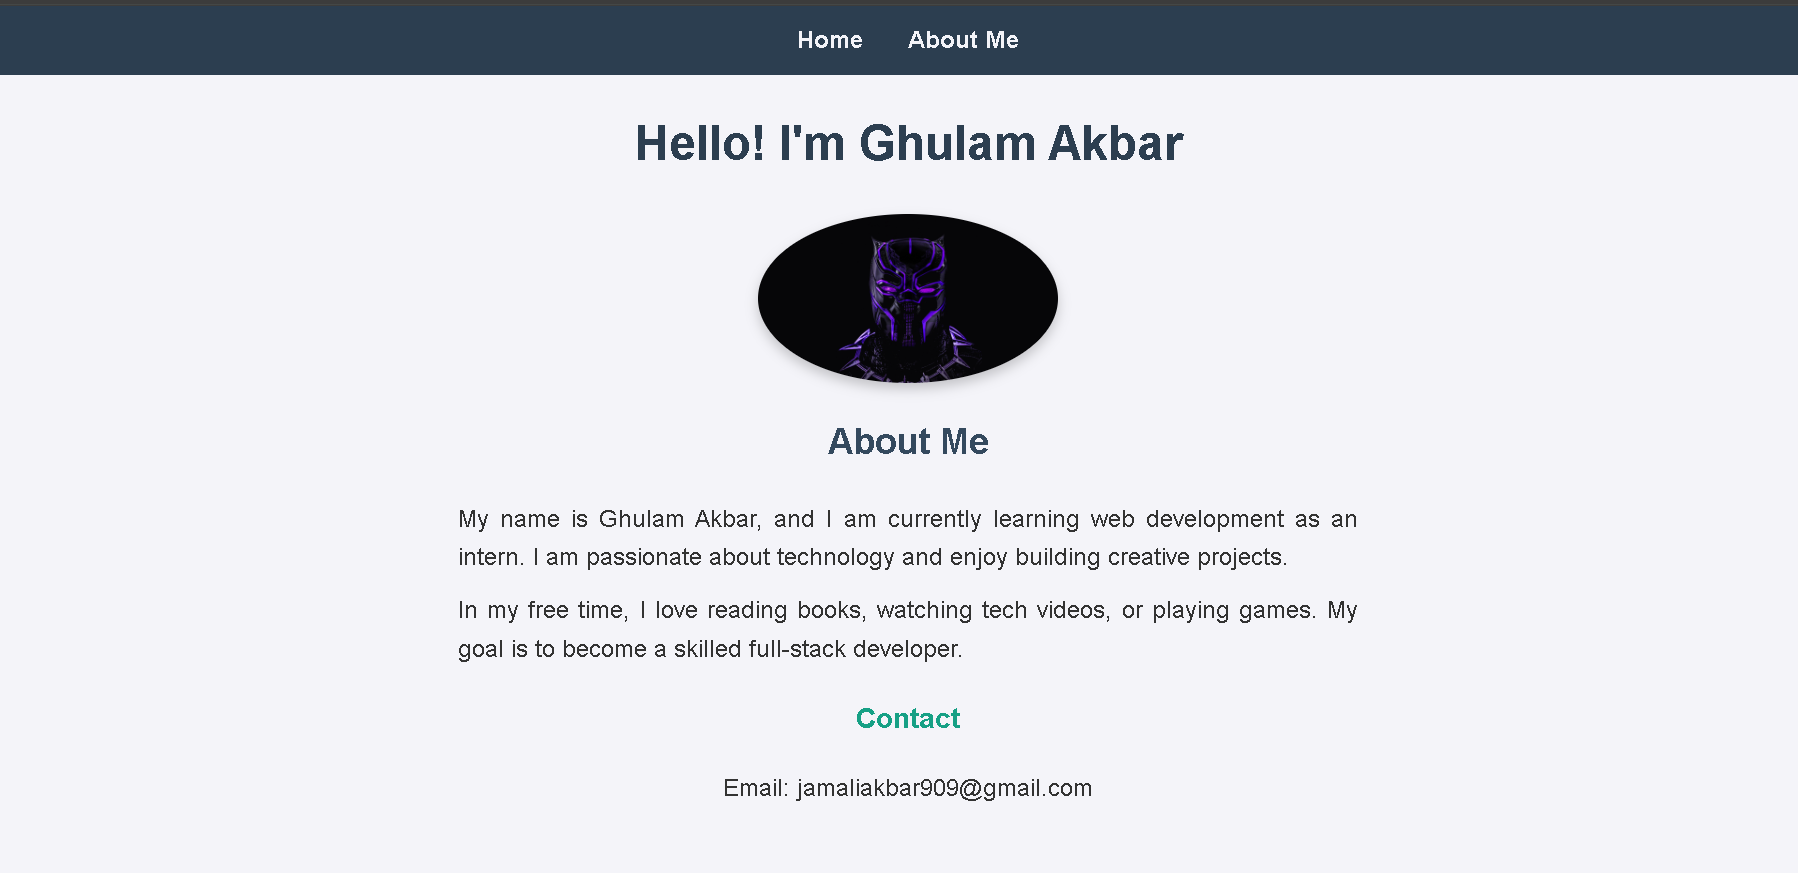 Home About Me
Hello! I'm Ghulam Akbar
About Me
My name is Ghulam Akbar, and I am currently learning web development as an
intern. I am passionate about technology and enjoy building creative projects.
In my free time, I love reading books, watching tech videos, or playing games. My
goal is to become a skilled full-stack developer.
Contact
Email: jamaliakbar909@gmail.com